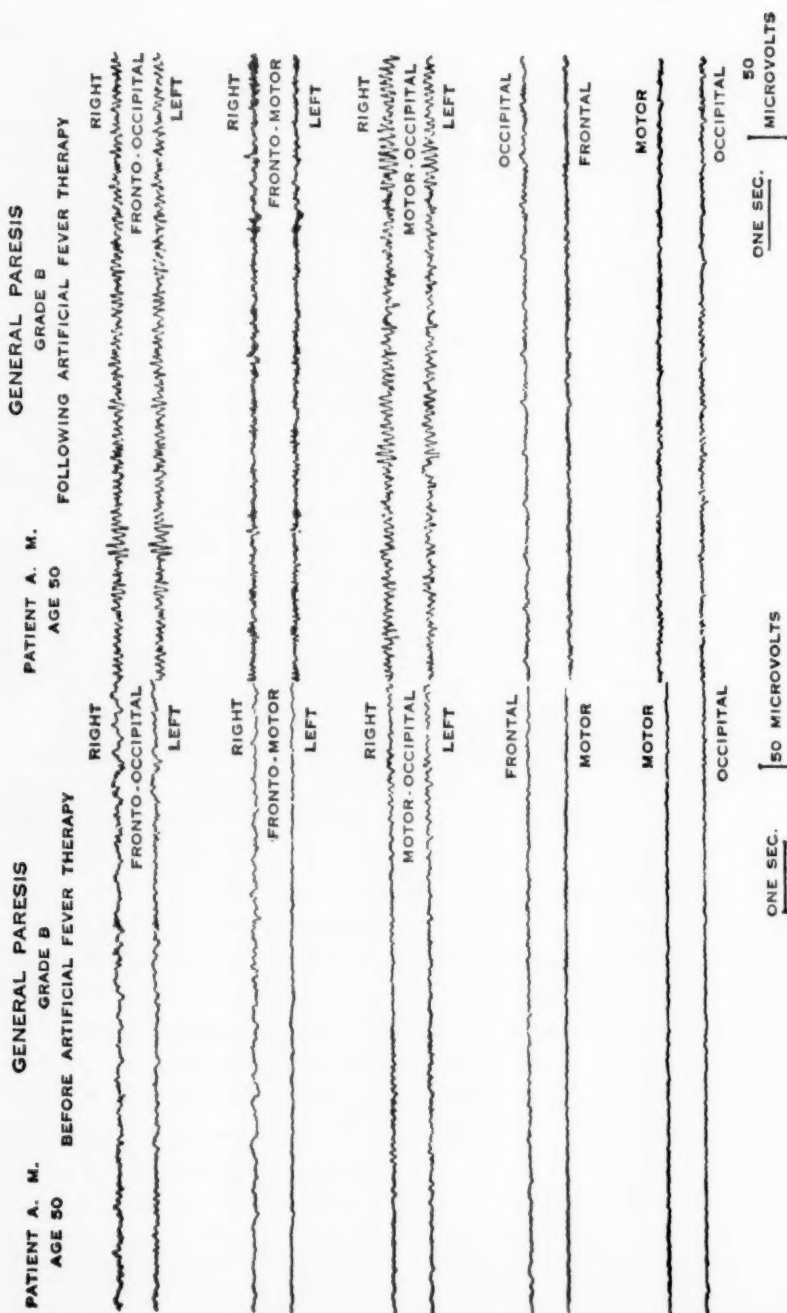 PATIENT A. M.
AGE 50
GENERAL PARESIS
GRADE B
BEFORE ARTIFICIAL FEVER THERAPY
RIGHT
FRONTO-OCCIPITAL
LEFT
RIGHT
FRONTO-MOTOR
LEFT
RIGHT
MOTOR-OCCIPITAL
LEFT
FRONTAL
MOTOR
MOTOR
OCCIPITAL
ONE SEC.
50 MICROVOLTS
PATIENT A. M.
AGE 50
GENERAL PARESIS
GRADE B
FOLLOWING ARTIFICIAL FEVER THERAPY
RIGHT
FRONTO-OCCIPITAL
LEFT
RIGHT
FRONTO-MOTOR
LEFT
RIGHT
MOTOR-OCCIPITAL
LEFT
OCCIPITAL
FRONTAL
MOTOR
OCCIPITAL
ONE SEC.
50
MICROVOLTS